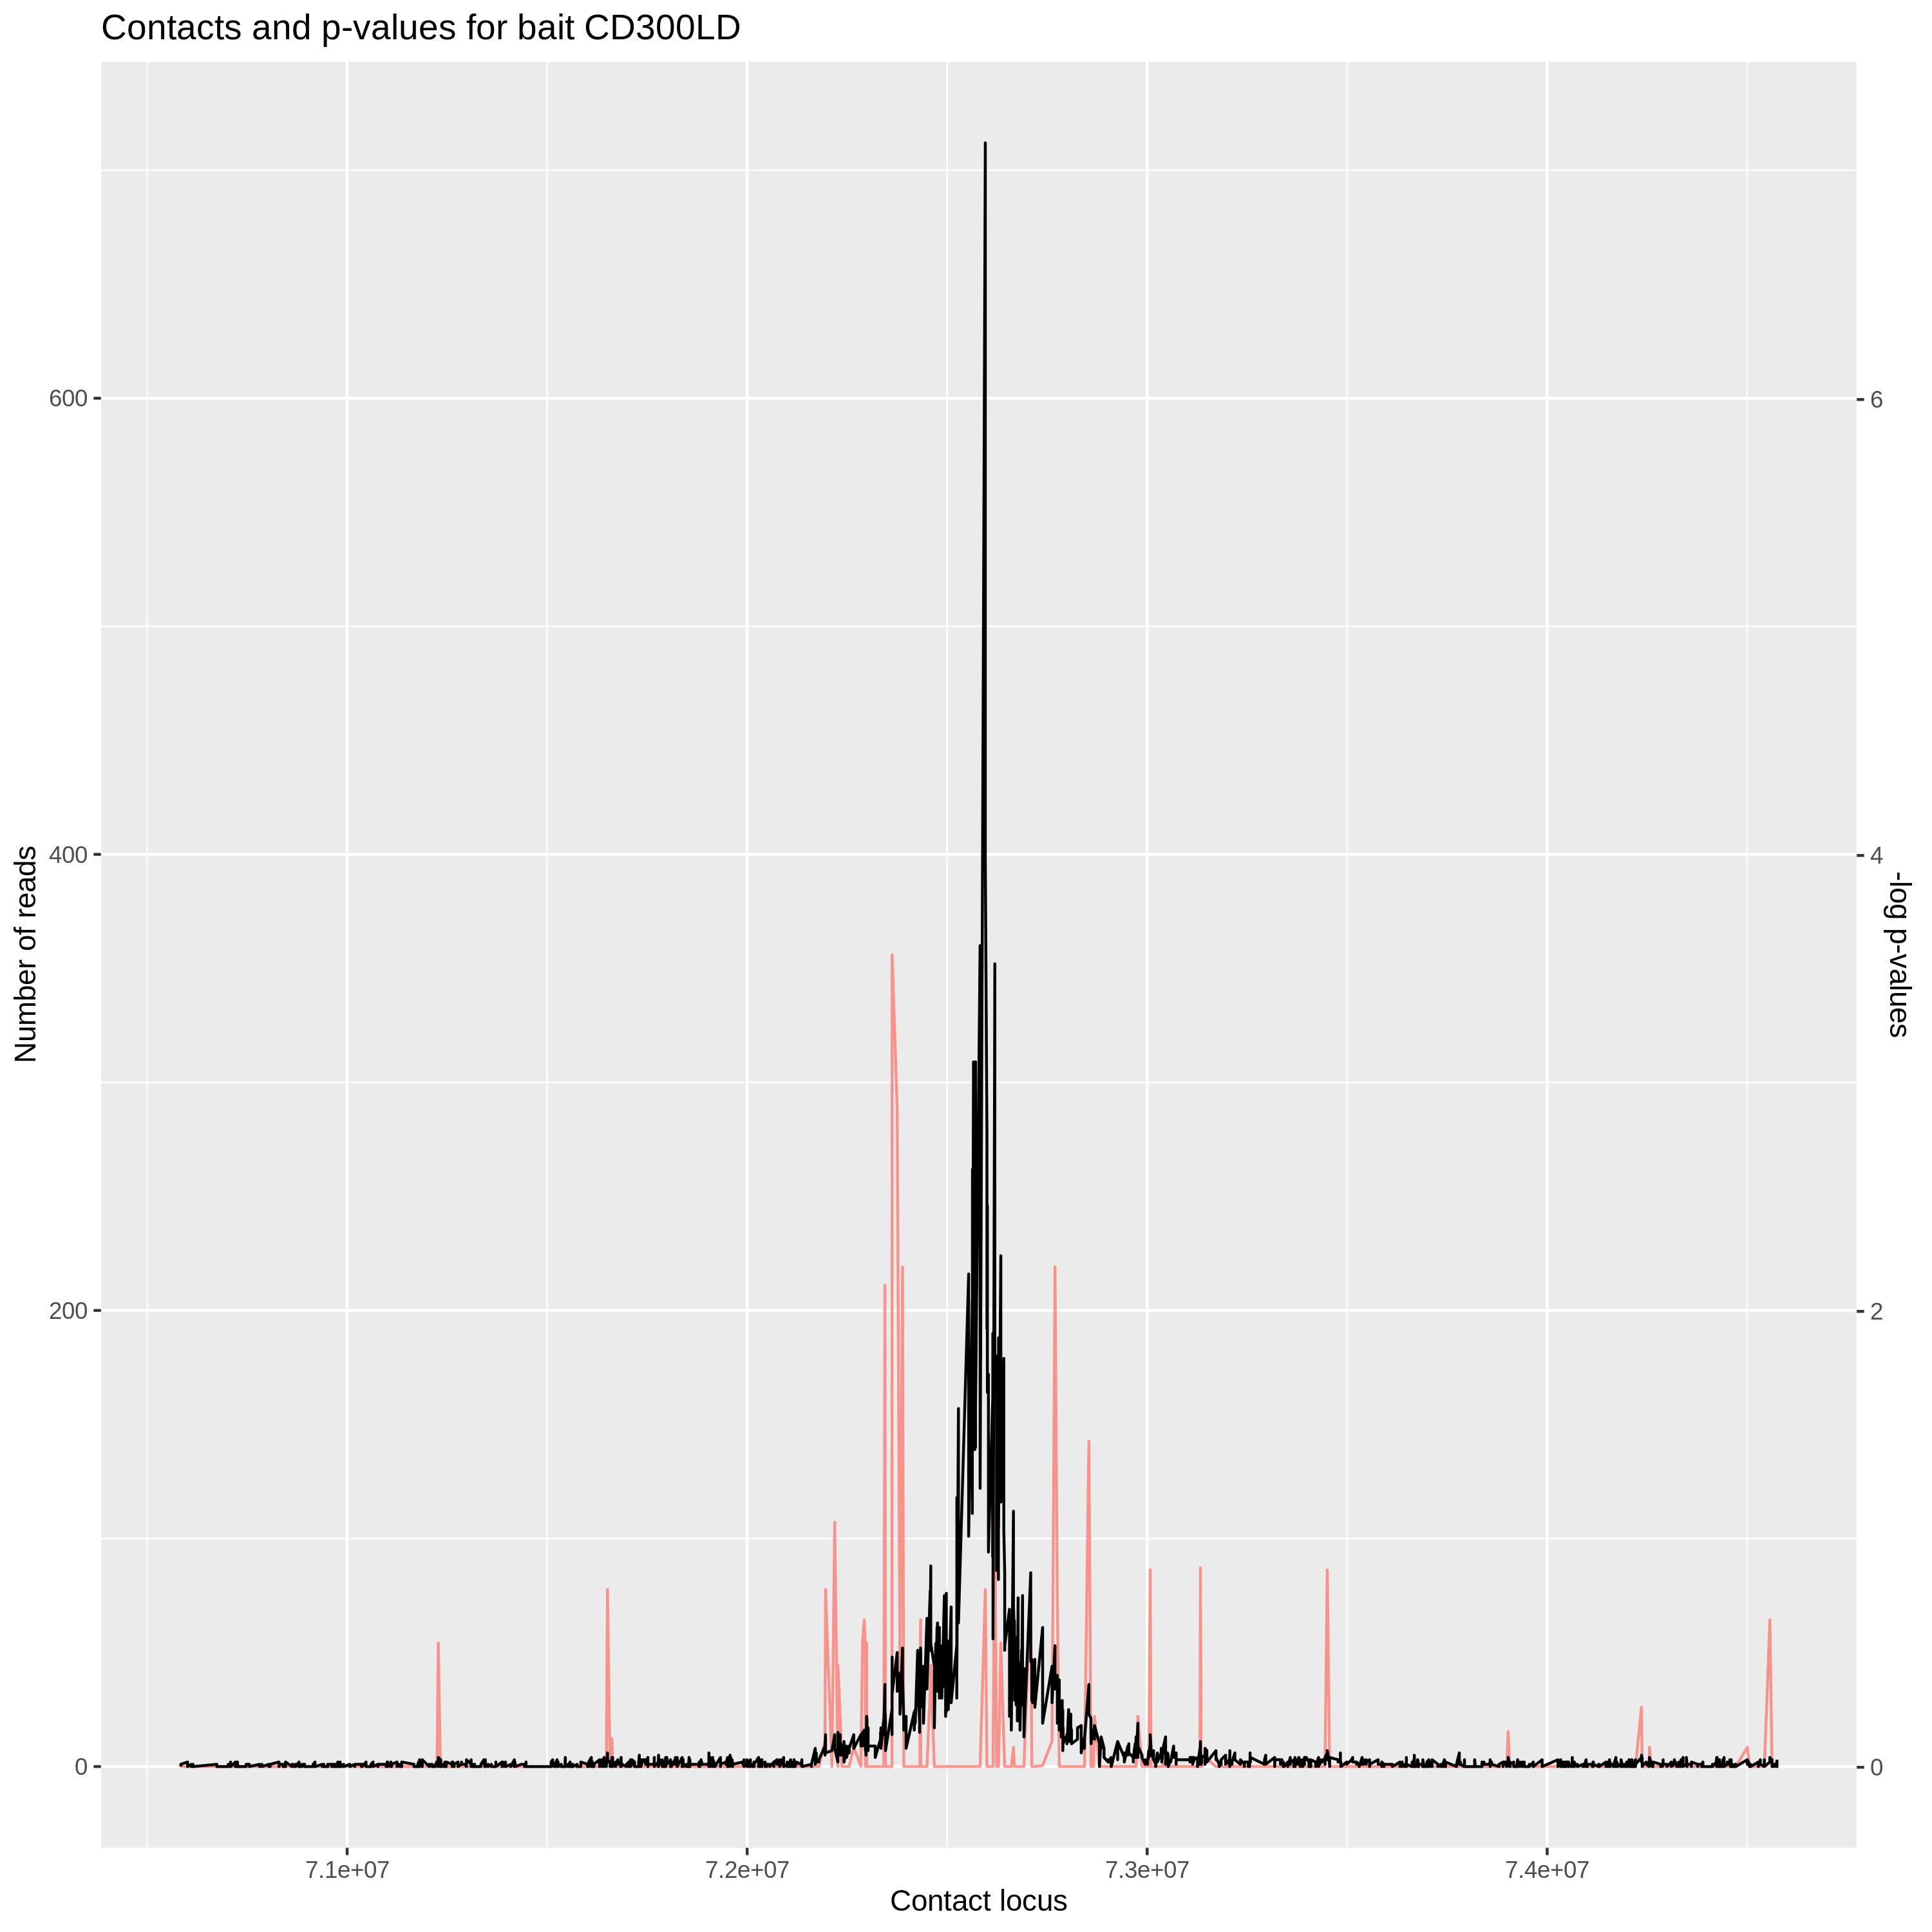 Contacts and p-values for bait CD300LD
Number of reads
600
400
200
0
6
4
2
0
-log p-values
7.1e+07
7.2e+07
7.3e+07
7.4e+07
Contact locus